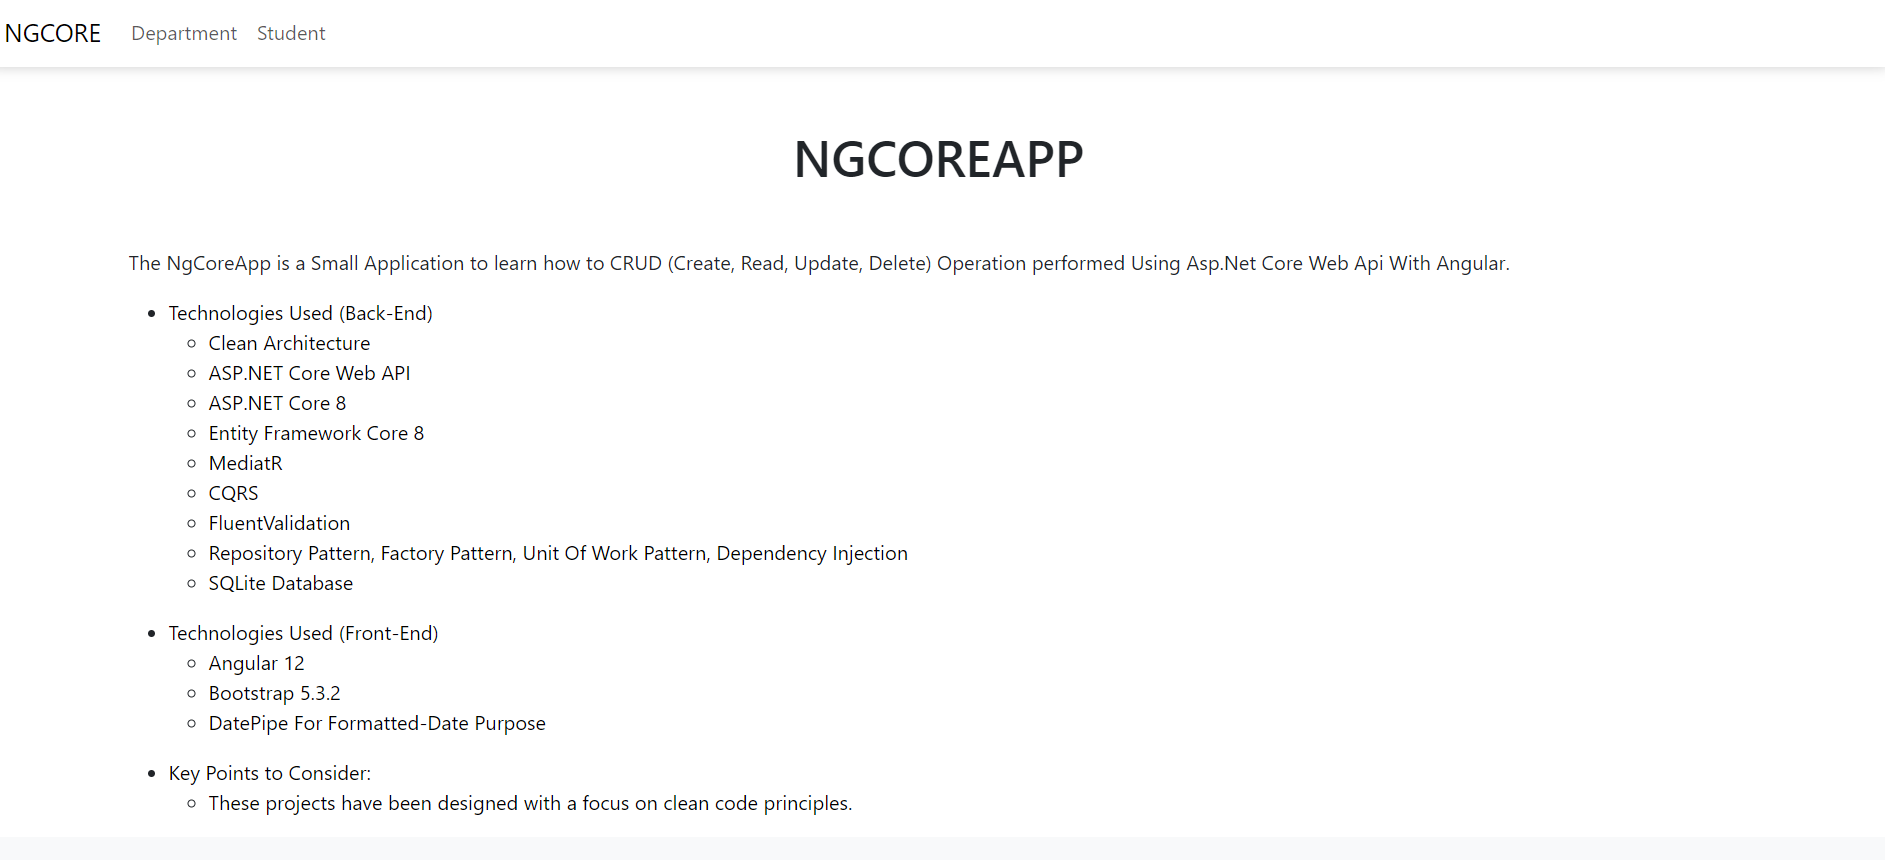 NGCORE Department Student
NGCOREAPP
The NgCoreApp is a Small Application to learn how to CRUD (Create, Read, Update, Delete) Operation performed Using Asp.Net Core Web Api With Angular.
Technologies Used (Back-End)
Clean Architecture
ASP.NET Core Web API
ASP.NET Core 8
Entity Framework Core 8
MediatR
CQRS
FluentValidation
Repository Pattern, Factory Pattern, Unit Of Work Pattern, Dependency Injection
SQLite Database
Technologies Used (Front-End)
Angular 12
Bootstrap 5.3.2
DatePipe For Formatted-Date Purpose
Key Points to Consider:
These projects have been designed with a focus on clean code principles.